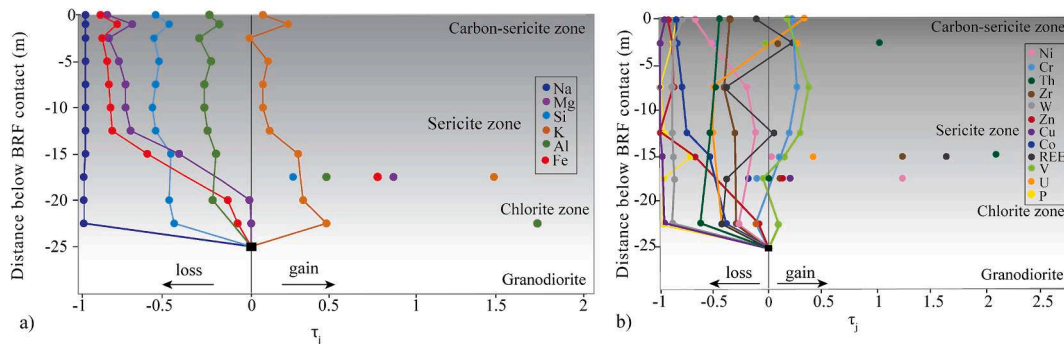 Distance below BRF contact (m)
0
-5
-10
-15
-20
-25
Carbon-sericite zone
Sericite zone
Chlorite zone
Granodiorite
Na
Mg
Si
K
Al
Fe
loss
gain
-1
-0.5
0
0.5
1
1.5
2
τj
a)
Distance below BRF contact (m)
0
-5
-10
-15
-20
-25
-30
Carbon-sericite zone
Sericite zone
Chlorite zone
Granodiorite
Ni
Cr
Th
Zr
W
Zn
Cu
Co
REE
V
U
P
loss
gain
-1
-0.5
0
0.5
1
1.5
2
2.5
τj
b)